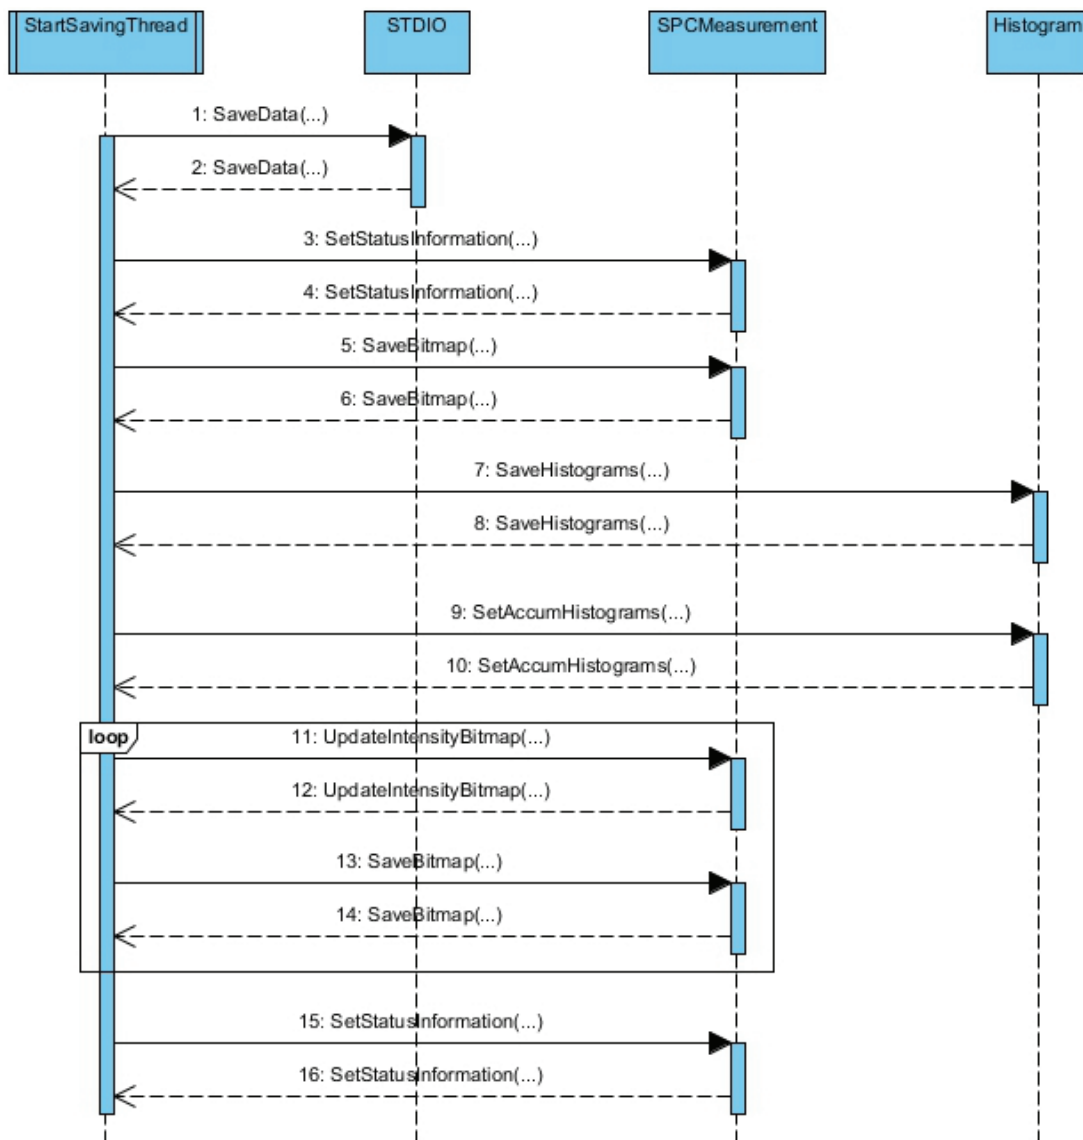 StartSavingThread
STDIO
SPCMeasurement
Histogram
1: SaveData(...)
2: SaveData(...)
3: SetStatusInformation(...)
4: SetStatusInformation(...)
5: SaveBitmap(...)
6: SaveBitmap(...)
7: SaveHistograms(...)
8: SaveHistograms(...)
9: SetAccumHistograms(...)
10: SetAccumHistograms(...)
loop
11: UpdateIntensityBitmap(...)
12: UpdateIntensityBitmap(...)
13: SaveBitmap(...)
14: SaveBitmap(...)
15: SetStatusInformation(...)
16: SetStatusInformation(...)